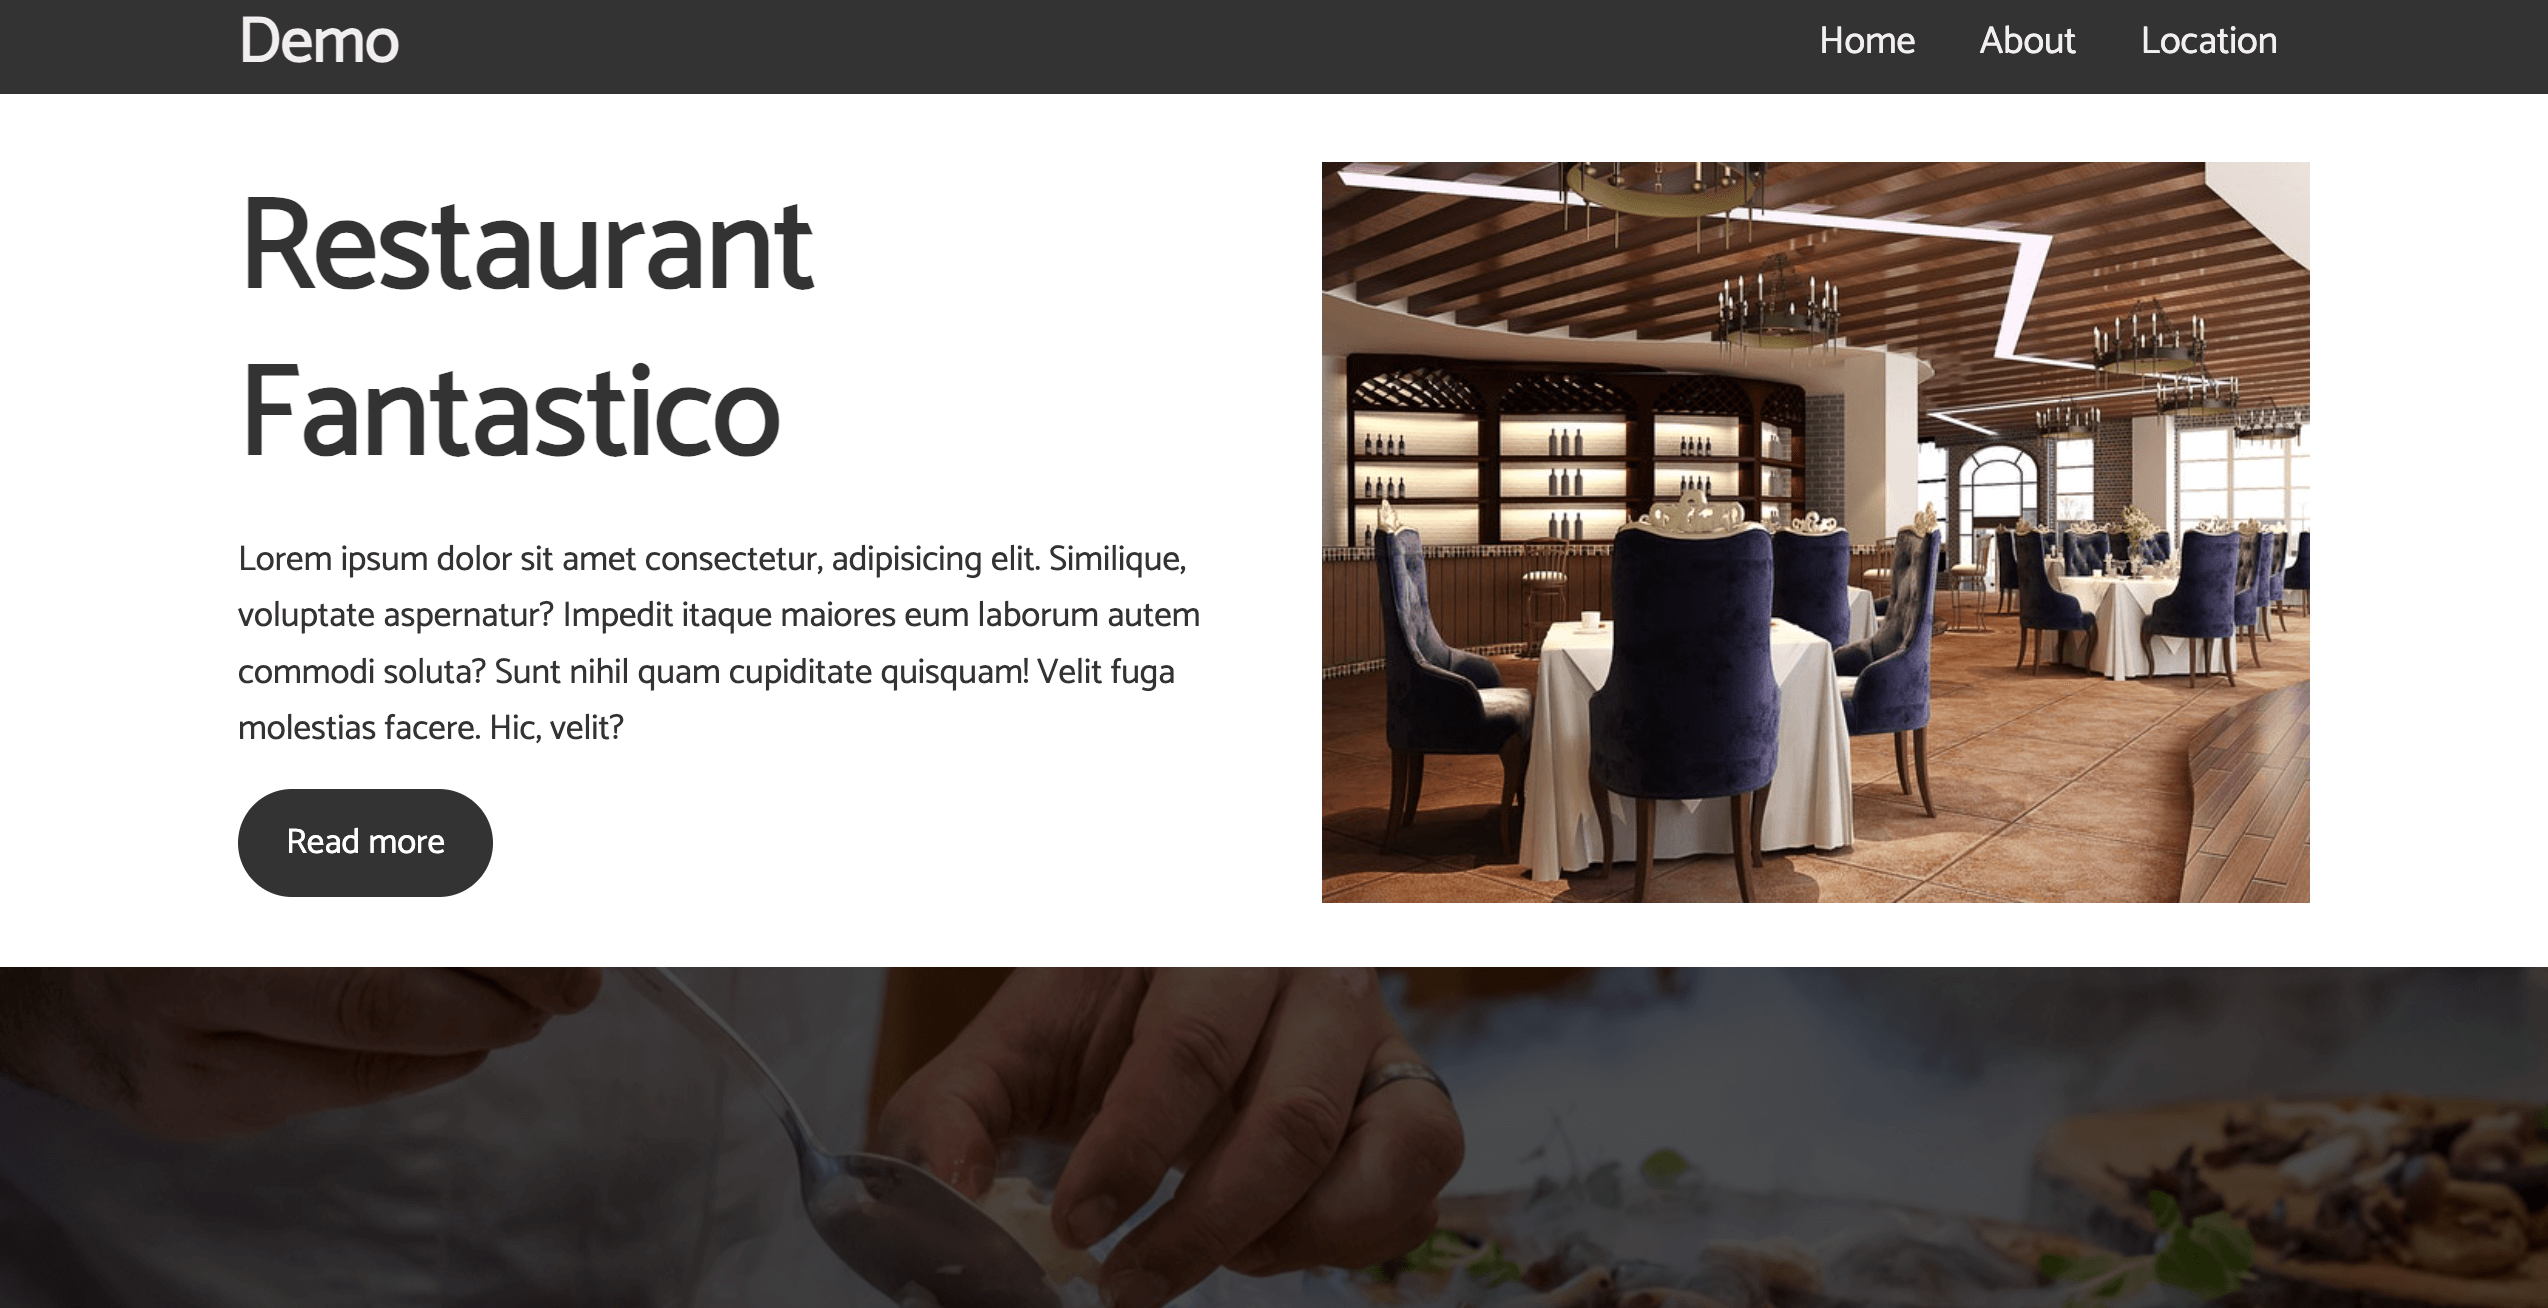 Demo
Home About Location
Restaurant
Fantastico
Lorem ipsum dolor sit amet consectetur, adipisicing elit. Similique,
voluptate aspernatur? Impedit itaque maiores eum laborum autem
commodi soluta? Sunt nihil quam cupiditate quisquam! Velit fuga
molestias facere. Hic, velit?
Read more